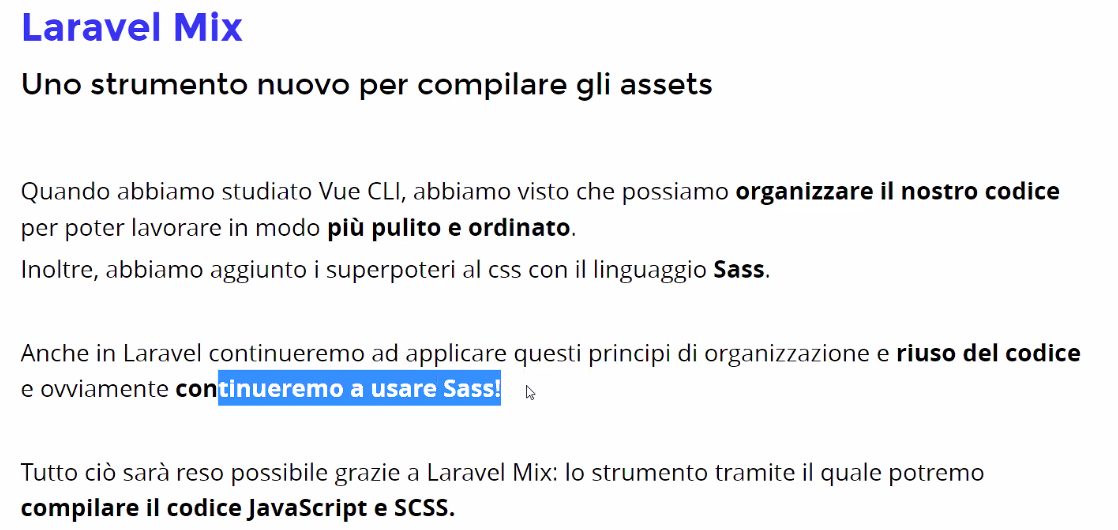 Laravel Mix
Uno strumento nuovo per compilare gli assets
Quando abbiamo studiato Vue CLI, abbiamo visto che possiamo organizzare il nostro codice
per poter lavorare in modo più pulito e ordinato.
Inoltre, abbiamo aggiunto i superpoteri al css con il linguaggio Sass.
Anche in Laravel continueremo ad applicare questi principi di organizzazione e riuso del codice
e ovviamente continueremo a usare Sass!
Tutto ciò sarà reso possibile grazie a Laravel Mix: lo strumento tramite il quale potremo
compilare il codice JavaScript e SCSS.